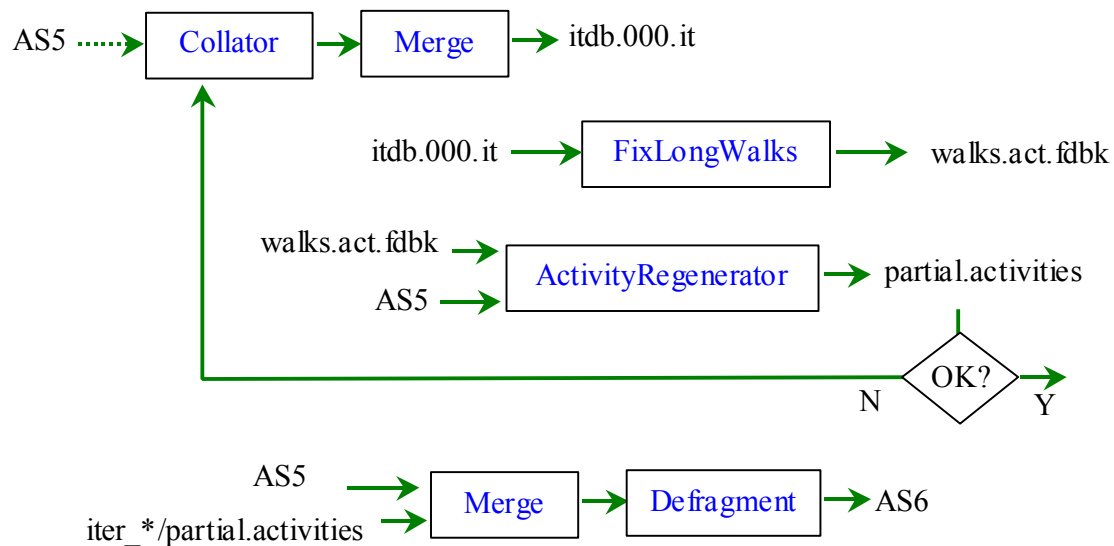 AS5
Collator
Merge
itdb.000.it
itdb.000.it
FixLongWalks
walks.act.fdbk
walks.act.fdbk
AS5
ActivityRegenerator
partial.activities
OK?
N
Y
AS5
iter_*/partial.activities
Merge
Defragment
AS6